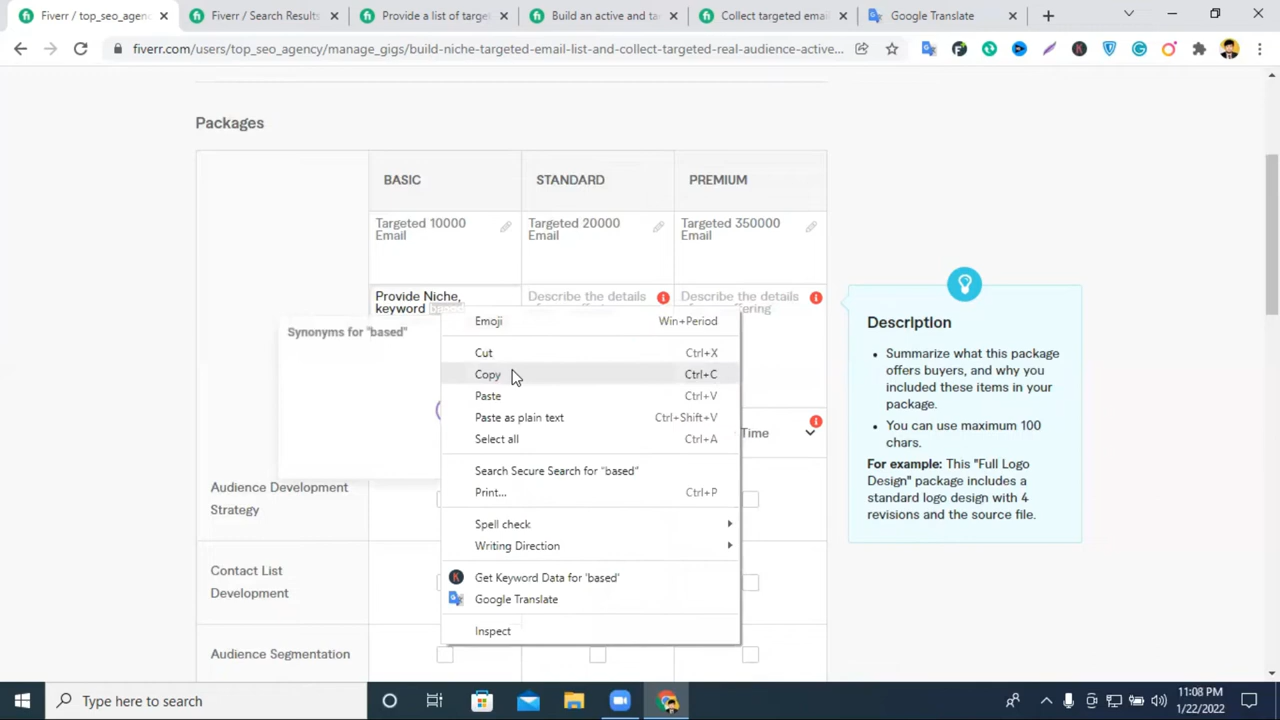 Fiverr / top_seo_agenc
Fiverr / Search Results
Provide a list of targe
Build an active and ta
Collect targeted email
Google Translate
fiverr.com/users/top_seo_agency/manage_gigs/build-niche-targeted-email-list-and-collect-targeted-real-audience-active...
Packages
BASIC
STANDARD
PREMIUM
Targeted 10000
Email
Targeted 20000
Email
Targeted 350000
Email
Provide Niche,
keyword based
Describe the details
Describe the details
of your offering
Synonyms for "based"
Emoji Win+Period
Cut Ctrl+X
Copy Ctrl+C
Paste Ctrl+V
Paste as plain text Ctrl+Shift+V
Select all Ctrl+A
Search Secure Search for "based"
Print... Ctrl+P
Spell check
Writing Direction
Get Keyword Data for 'based'
Google Translate
Inspect
Time
Audience Development
Strategy
Contact List
Development
Audience Segmentation
Description
Summarize what this package
offers buyers, and why you
included these items in your
package.
You can use maximum 100
chars.
For example: This "Full Logo
Design" package includes a
standard logo design with 4
revisions and the source file.
Type here to search
11:08 PM
1/22/2022